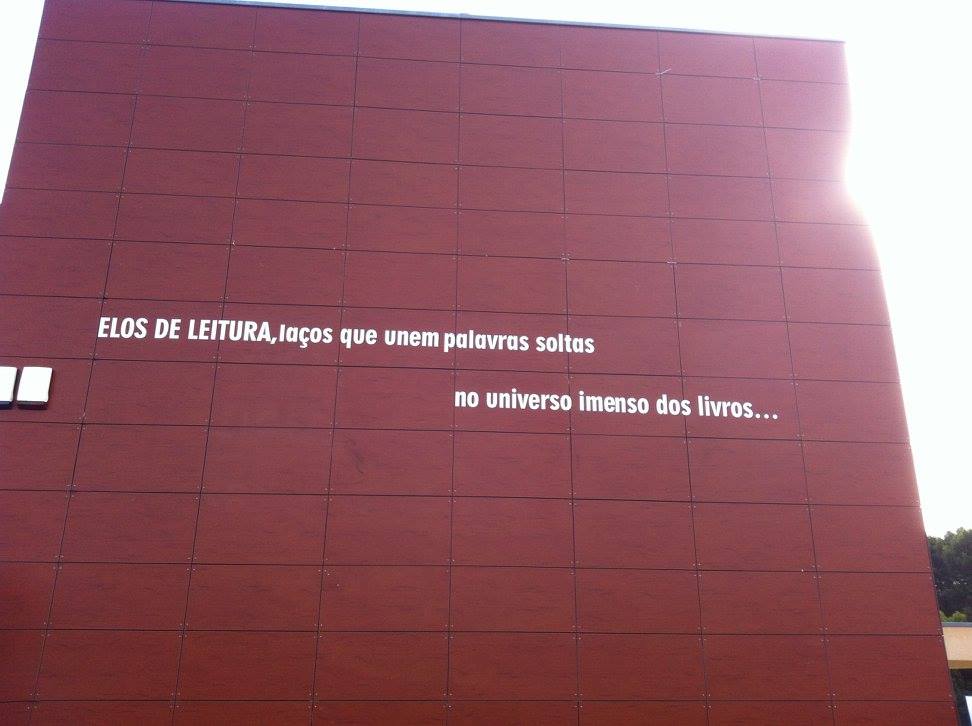 ELOS DE LEITURA, laços que unem palavras soltas
no universo imenso dos livros...